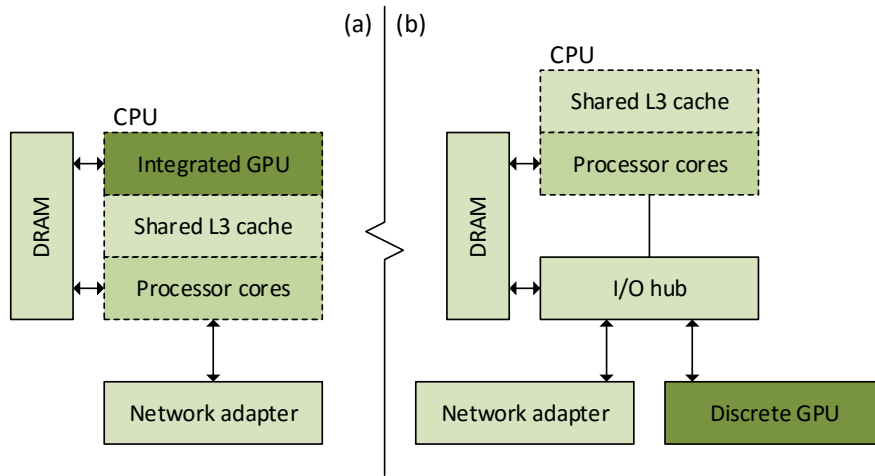 (a)
CPU
DRAM
Integrated GPU
Shared L3 cache
Processor cores
Network adapter
(b)
CPU
Shared L3 cache
DRAM
Processor cores
I/O hub
Network adapter
Discrete GPU